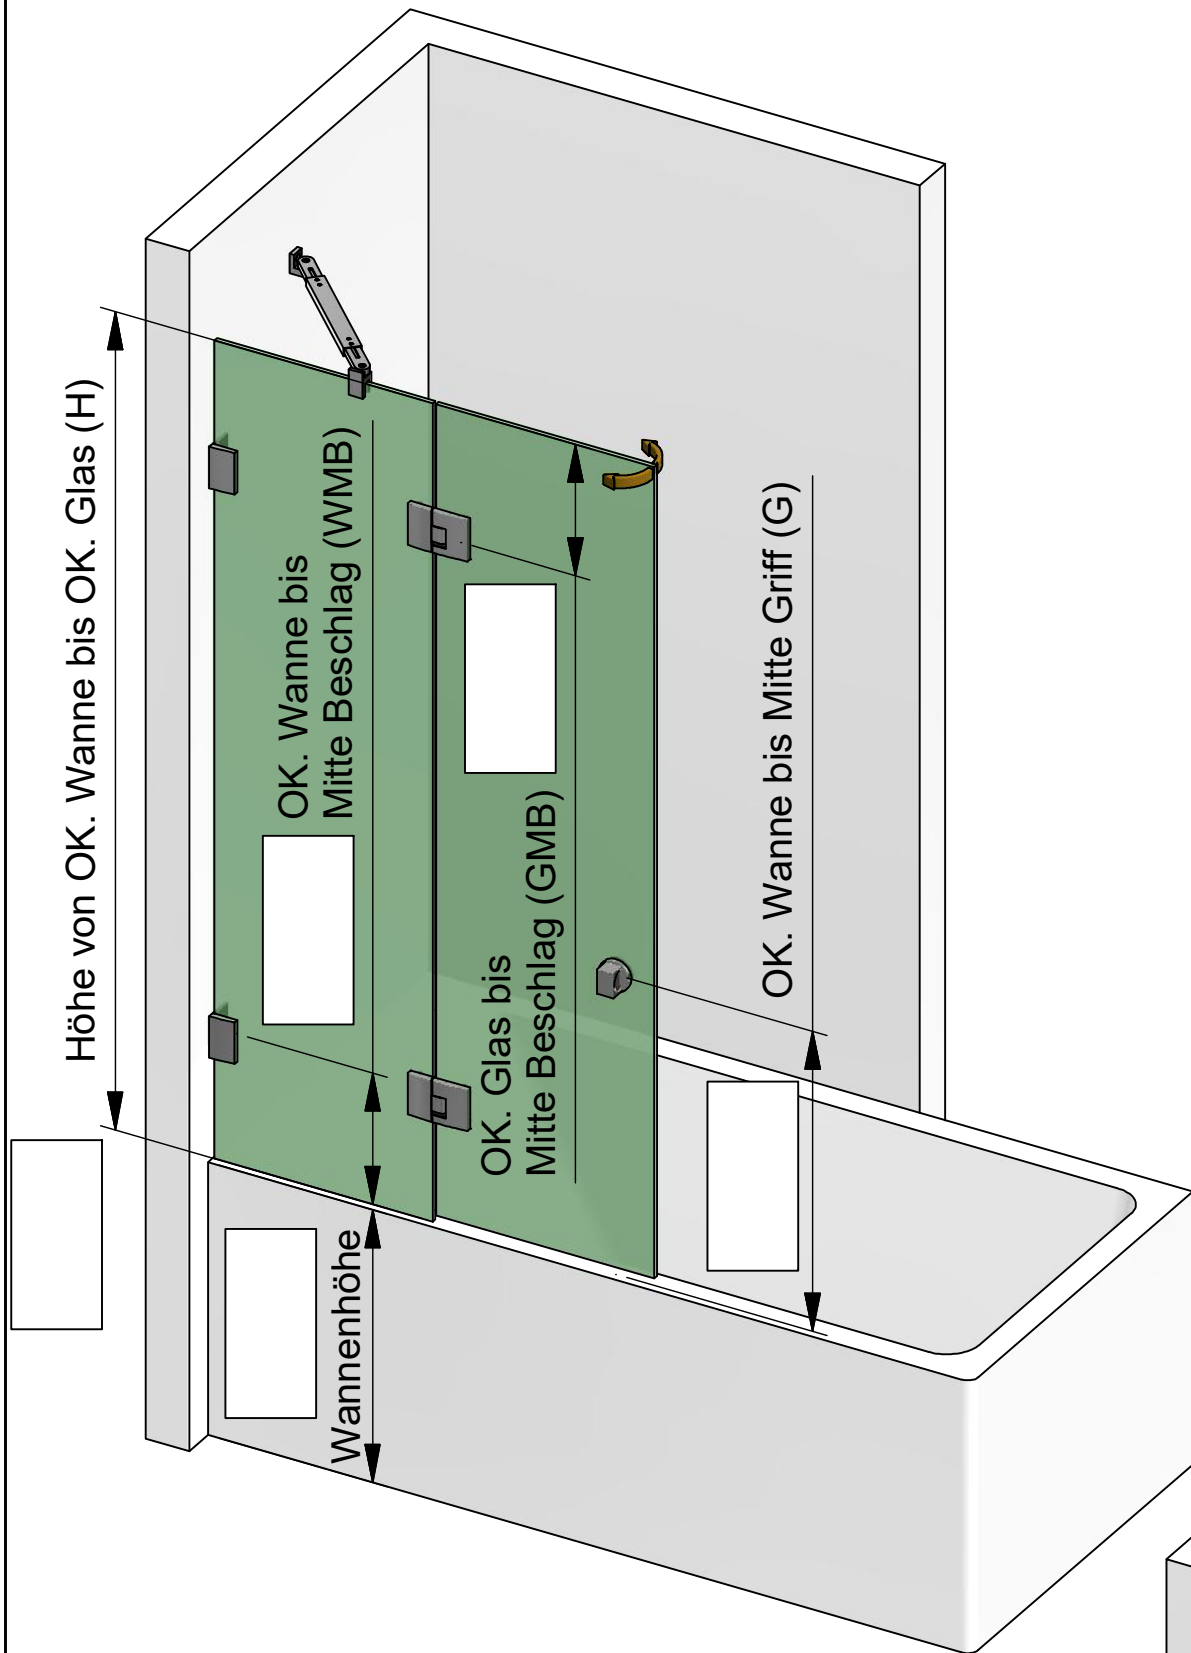 Höhe von OK. Wanne bis OK. Glas (H)
OK. Wanne bis
Mitte Beschlag (WMB)
OK. Glas bis
Mitte Beschlag (GMB)
OK. Wanne bis Mitte Griff (G)
Wannenhöhe